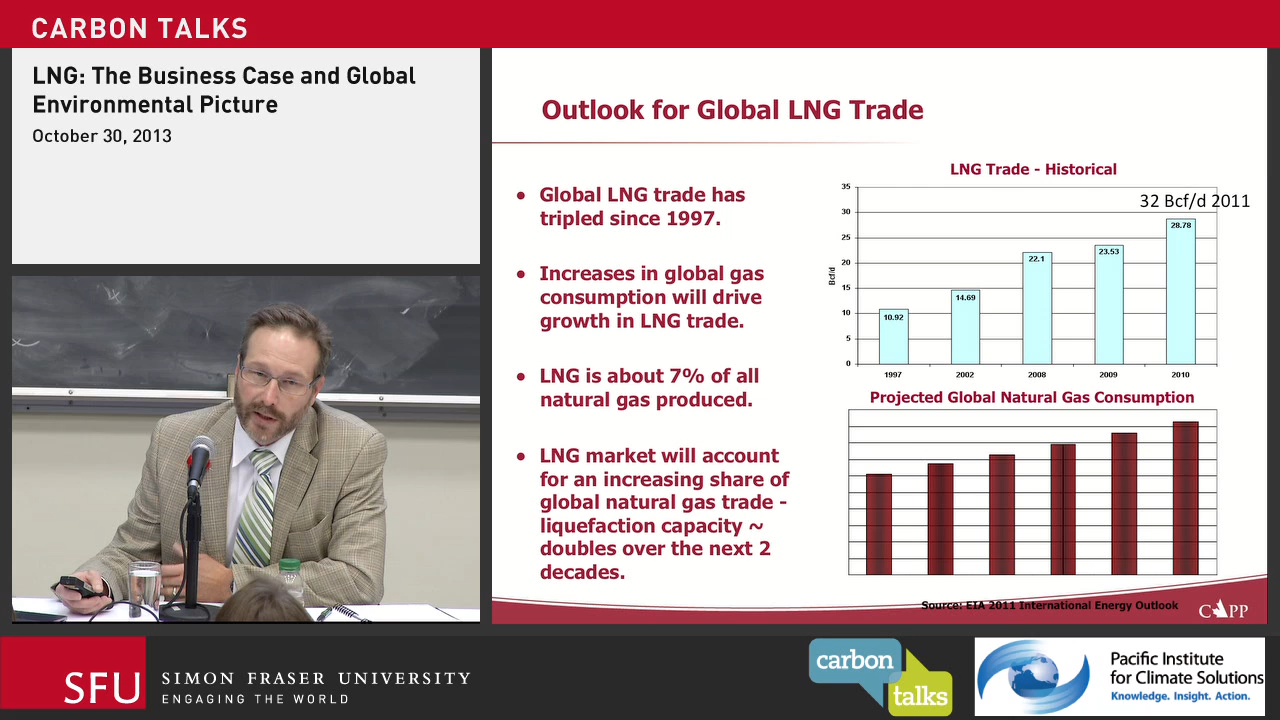 CARBON TALKS
LNG: The Business Case and Global
Environmental Picture
October 30, 2013
Outlook for Global LNG Trade
• Global LNG trade has
tripled since 1997.
• Increases in global gas
consumption will drive
growth in LNG trade.
• LNG is about 7% of all
natural gas produced.
• LNG market will account
for an increasing share of
global natural gas trade -
liquefaction capacity ~
doubles over the next 2
decades.
LNG Trade - Historical
32 Bcf/d 2011
Bcf/d
35
30
25
20
15
10
5
0
10.92
14.69
22.1
23.53
28.78
1997 2002 2008 2009 2010
Projected Global Natural Gas Consumption
Source: EIA 2011 International Energy Outlook
CAPP
SFU
SIMON FRASER UNIVERSITY
ENGAGING THE WORLD
carbon
talks
Pacific Institute
for Climate Solutions
Knowledge. Insight. Action.